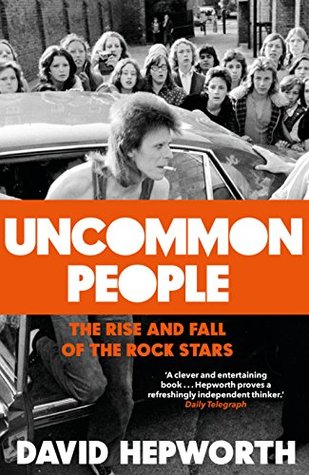 UNCOMMON
PEOPLE
THE RISE AND FALL
OF THE ROCK STARS
‘A clever and entertaining
book . . . Hepworth proves a
refreshingly independent thinker.’
Daily Telegraph
DAVID HEPWORTH